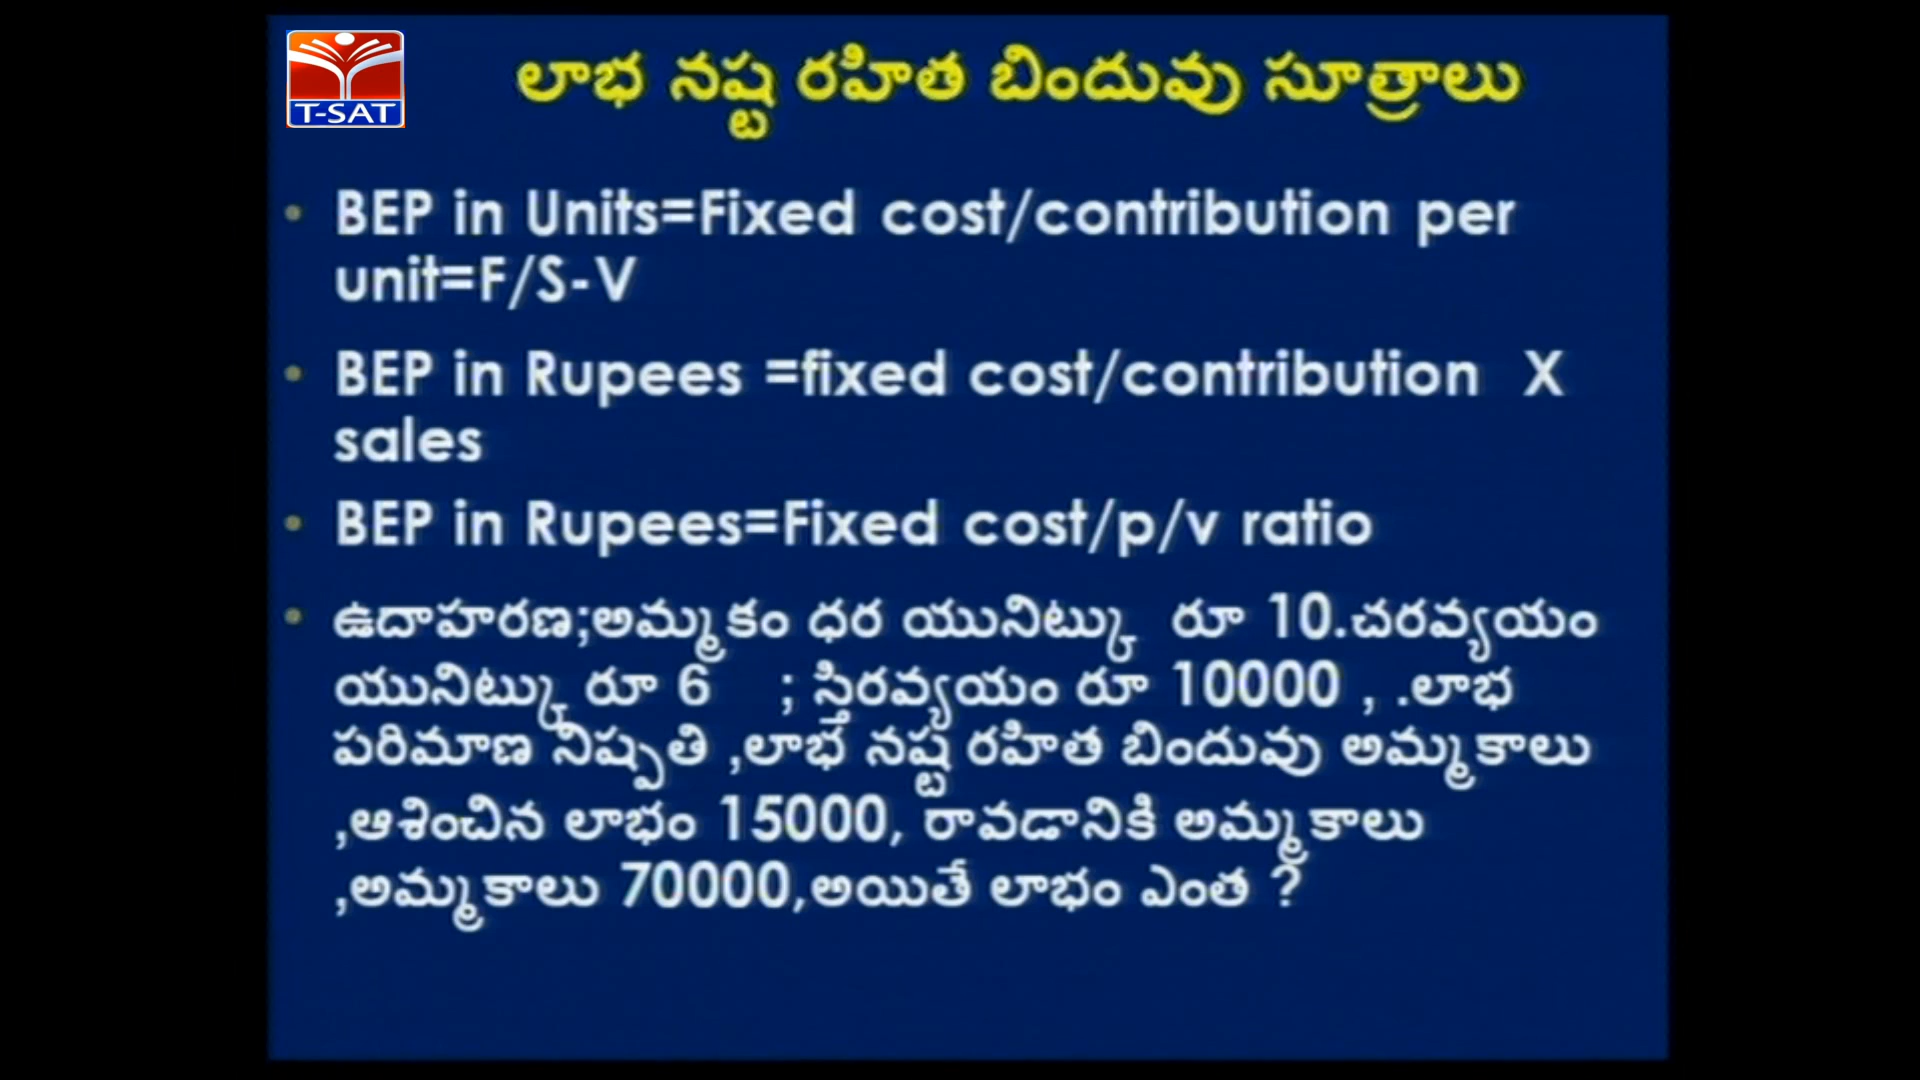 T-SAT
లాభ నష్ట రహిత బిందువు సూత్రాలు
• BEP in Units=Fixed cost/contribution per
unit=F/S-V
• BEP in Rupees =fixed cost/contribution X
sales
• BEP in Rupees=Fixed cost/p/v ratio
• ఉదాహరణ;అమ్మకం ధర యునిట్కు రూ 10.చరవ్యయం
యునిట్కు రూ 6 ; స్తిరవ్యయం రూ 10000 , .లాభ
పరిమాణ నిష్పతి ,లాభ నష్ట రహిత బిందువు అమ్మకాలు
,ఆశించిన లాభం 15000, రావడానికి అమ్మకాలు
,అమ్మకాలు 70000,అయితే లాభం ఎంత ?